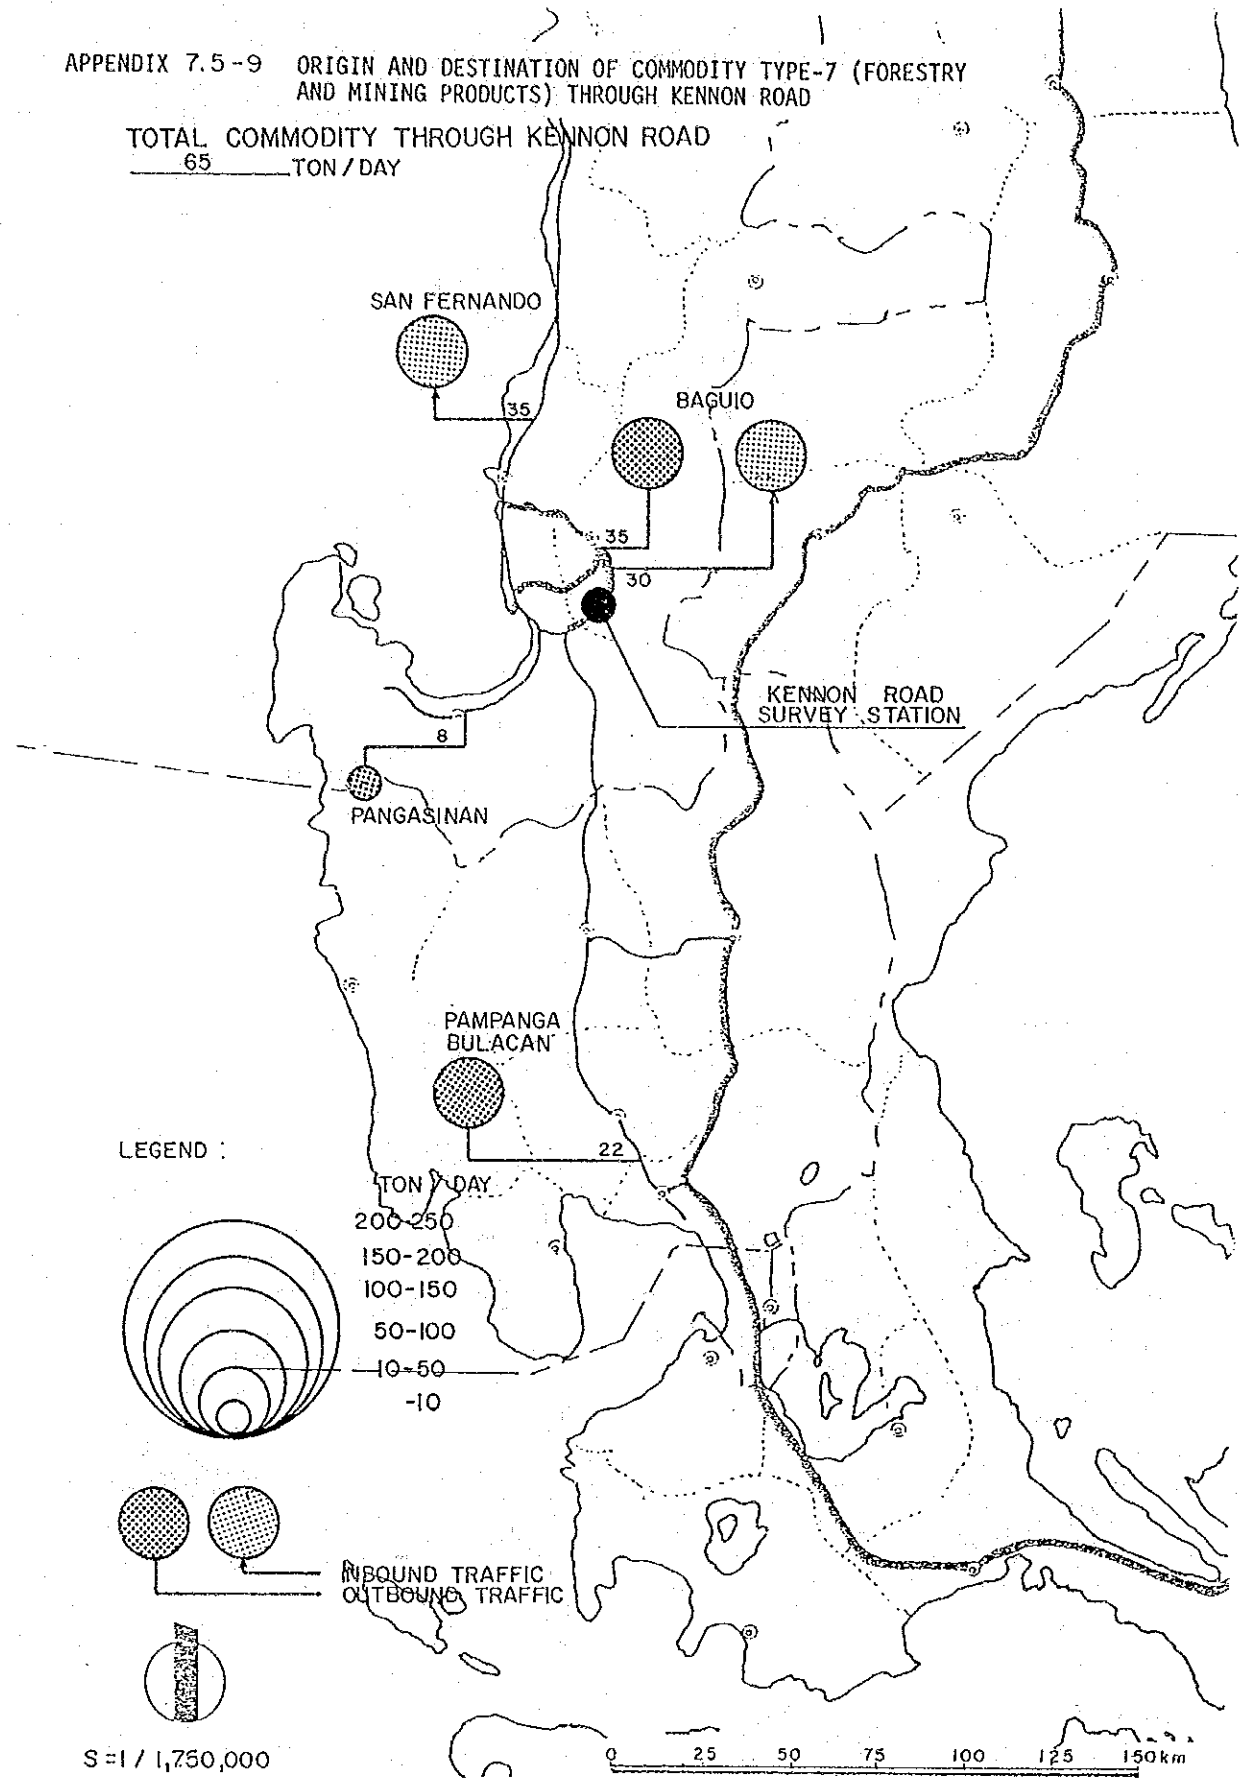 APPENDIX 7.5-9 ORIGIN AND DESTINATION OF COMMODITY TYPE-7 (FORESTRY
AND MINING PRODUCTS) THROUGH KENNON ROAD
TOTAL COMMODITY THROUGH KENNON ROAD
65 TON / DAY
SAN FERNANDO
35
BAGUIO
35
30
KENNON ROAD
SURVEY STATION
8
PANGASINAN
PAMPANGA
BULACAN
22
LEGEND :
TON / DAY
200-250
150-200
100-150
50-100
10-50
-10
INBOUND TRAFFIC
OUTBOUND TRAFFIC
S = 1 / 1,750,000
0 25 50 75 100 125 150km